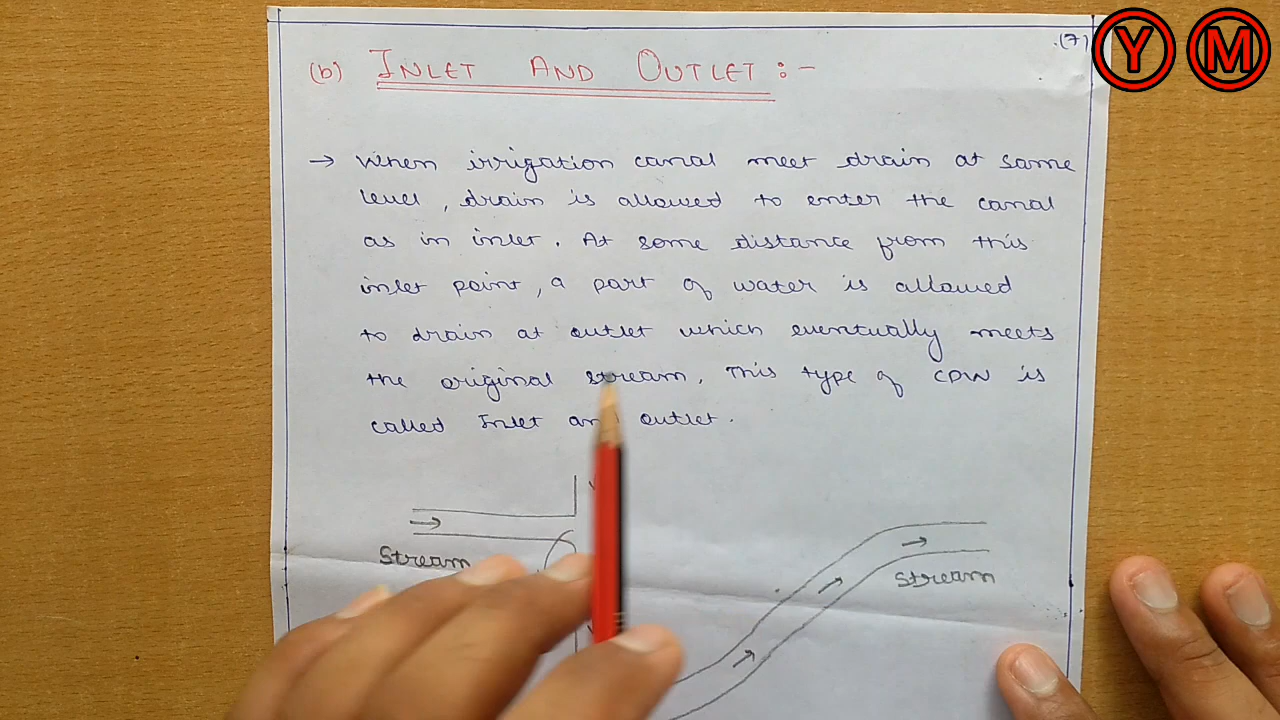 (7)
Y M
(b) INLET AND OUTLET :-
→ When irrigation canal meet drain at same
level, drain is allowed to enter the canal
as in inlet. At some distance from this
inlet point, a part of water is allowed
to drain at outlet which eventually meets
the original stream. This type of CDW is
called Inlet and outlet.
Stream
Stream